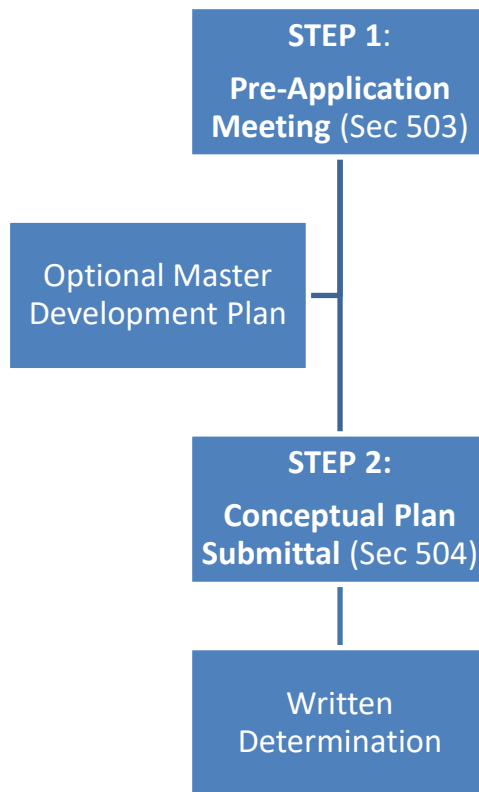 STEP 1:
Pre-Application
Meeting (Sec 503)
Optional Master
Development Plan
STEP 2:
Conceptual Plan
Submittal (Sec 504)
Written
Determination